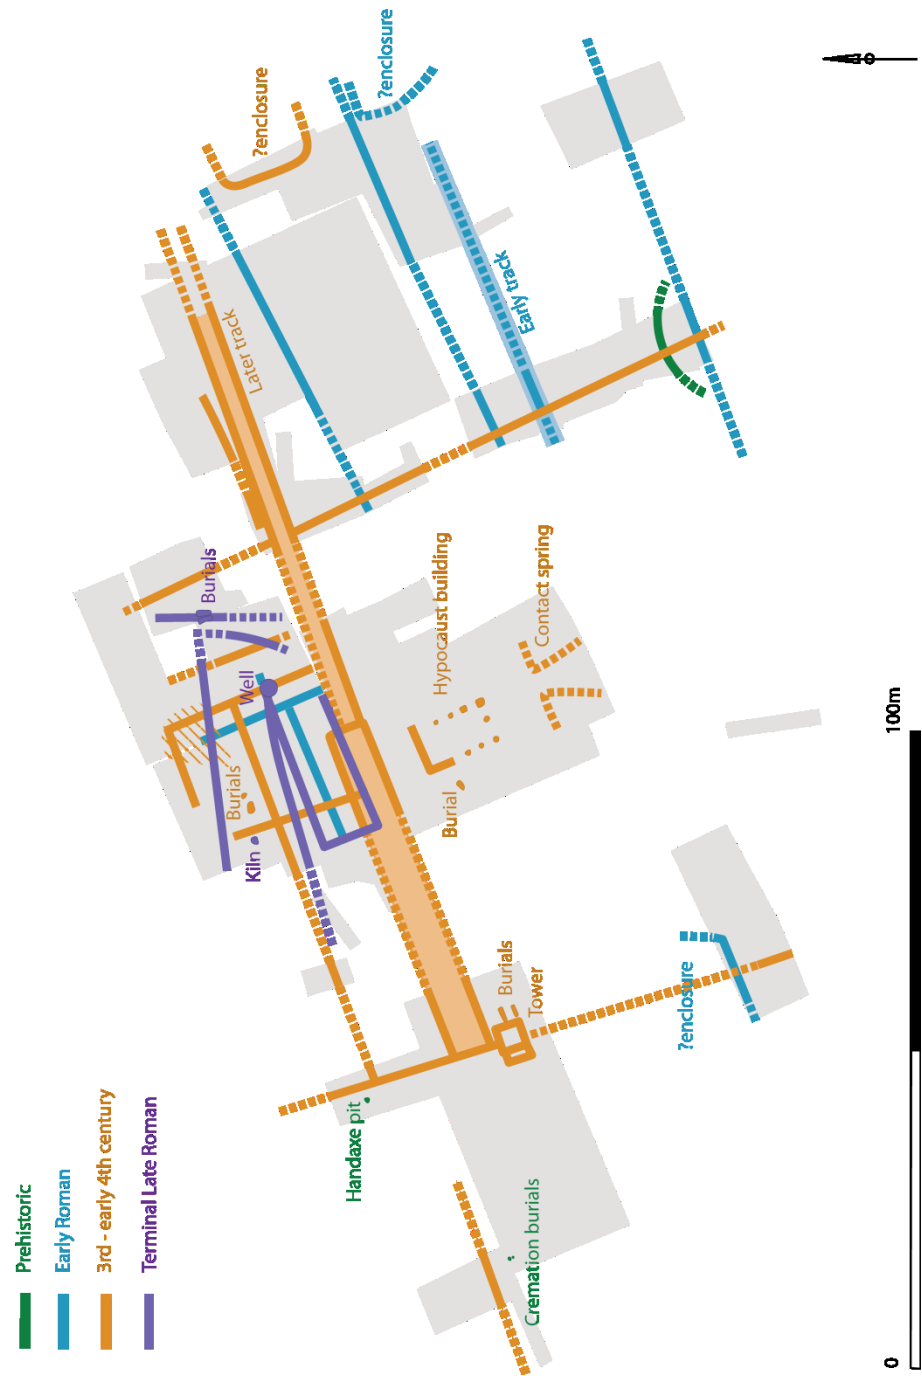 Prehistoric
Early Roman
3rd - early 4th century
Terminal Late Roman
?enclosure
?enclosure
Later track
Early track
Burials
Well
Burials
Kiln
Hypocaust building
Contact spring
Burial
Burials
Tower
?enclosure
Handaxe pit
Cremation burials
0
100m